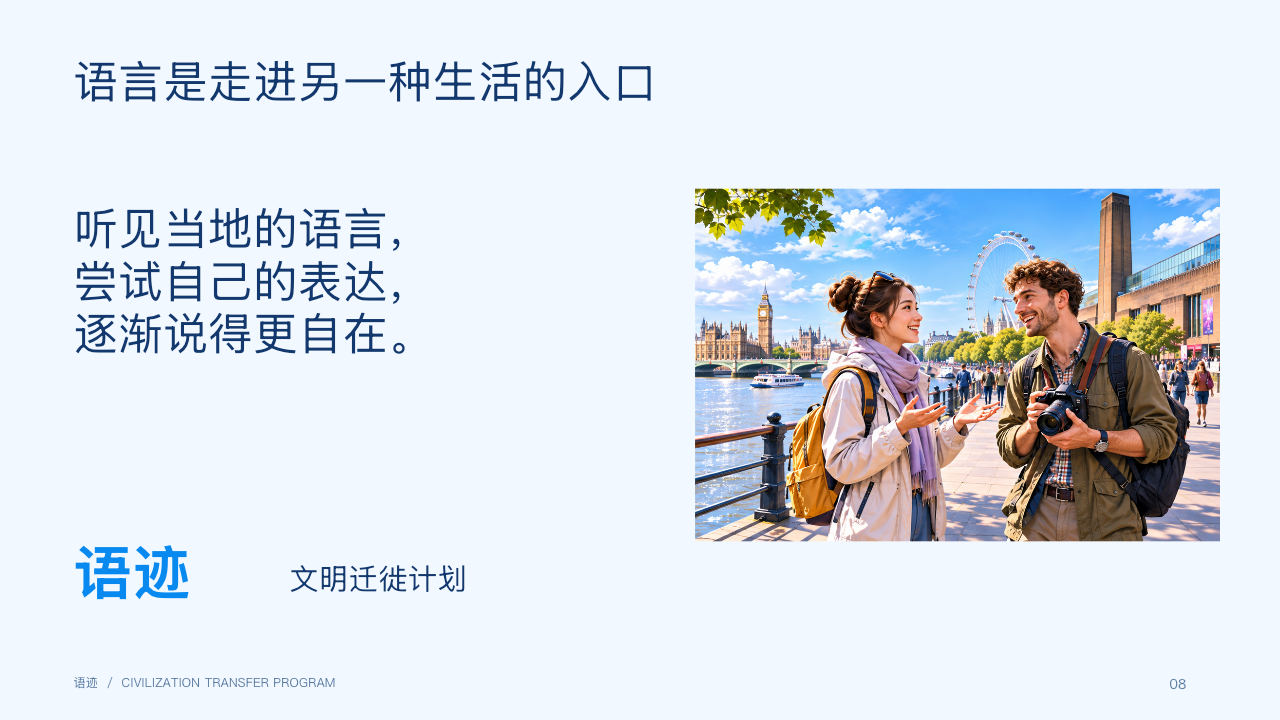 语言是走进另一种生活的入口
听见当地的语言，
尝试自己的表达，
逐渐说得更自在。
语迹
文明迁徙计划
语迹 / CIVILIZATION TRANSFER PROGRAM
08